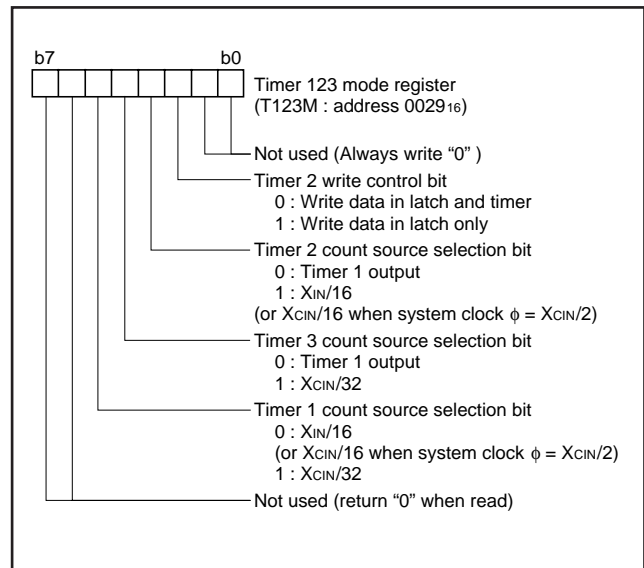 b7 b0
Timer 123 mode register
(T123M : address 002916)
Not used (Always write “0” )
Timer 2 write control bit
0 : Write data in latch and timer
1 : Write data in latch only
Timer 2 count source selection bit
0 : Timer 1 output
1 : XIN/16
(or XCIN/16 when system clock ϕ = XCIN/2)
Timer 3 count source selection bit
0 : Timer 1 output
1 : XCIN/32
Timer 1 count source selection bit
0 : XIN/16
(or XCIN/16 when system clock ϕ = XCIN/2)
1 : XCIN/32
Not used (return “0” when read)